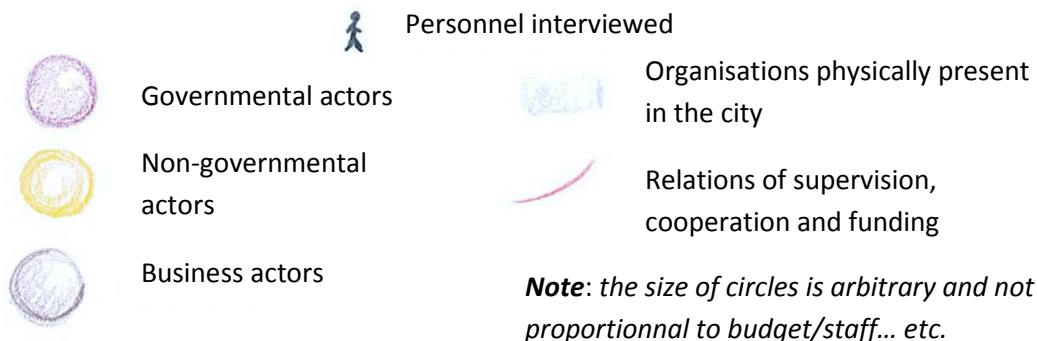 Personnel interviewed
Governmental actors
Non-governmental
actors
Business actors
Organisations physically present
in the city
Relations of supervision,
cooperation and funding
Note: the size of circles is arbitrary and not
proportionnal to budget/staff... etc.